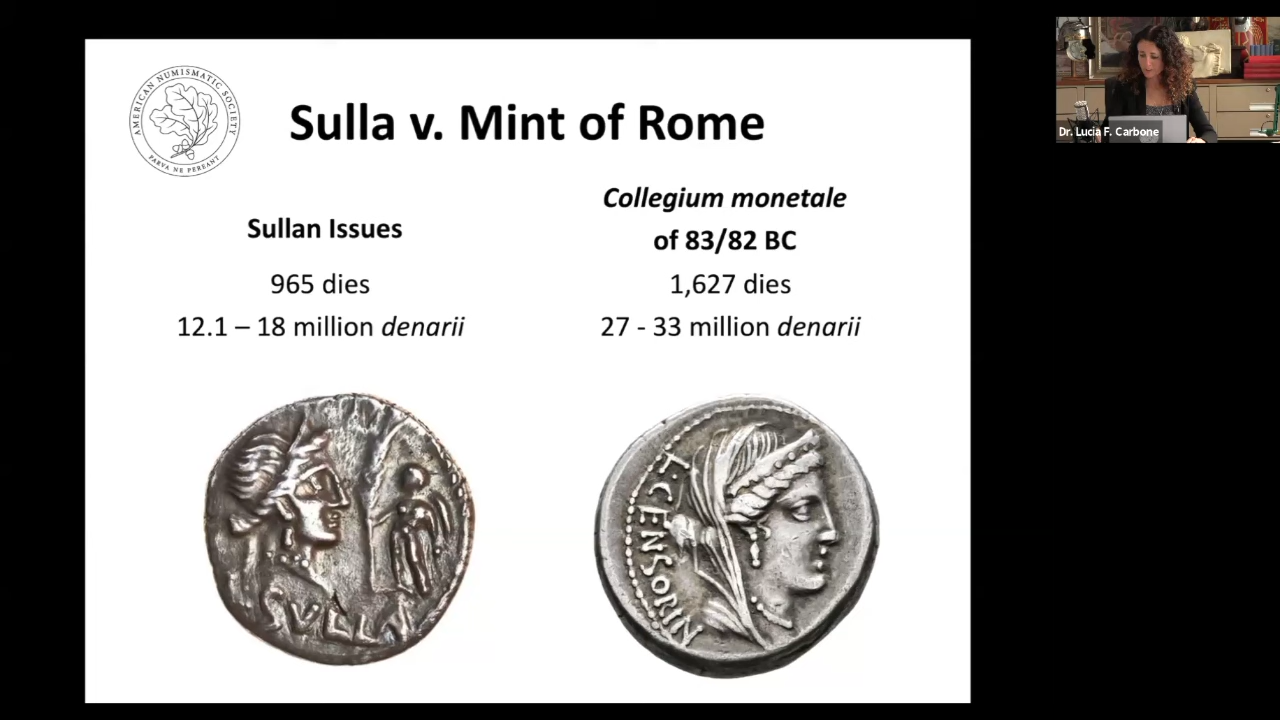 AMERICAN NUMISMATIC SOCIETY
PARVA NE PEREANT
Sulla v. Mint of Rome
Sullan Issues
965 dies
12.1 – 18 million denarii
Collegium monetale
of 83/82 BC
1,627 dies
27 - 33 million denarii
SVLLA
L·CENSORIN
Dr. Lucia F. Carbone